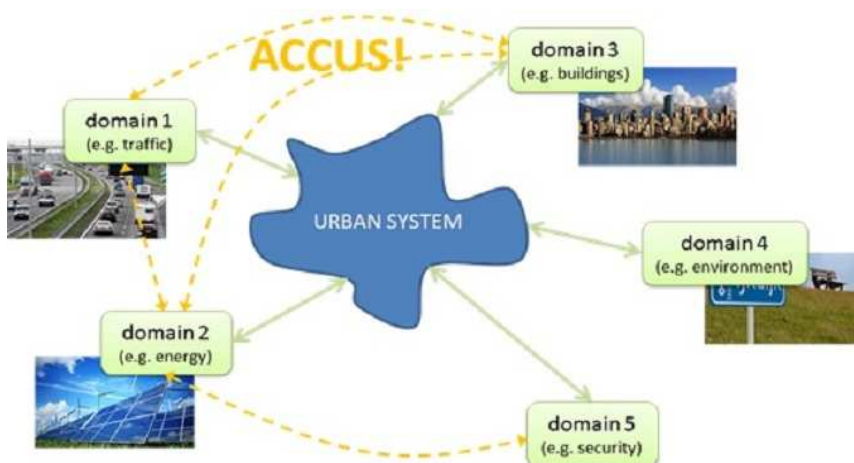 ACCUS!
domain 3
(e.g. buildings)
domain 1
(e.g. traffic)
URBAN SYSTEM
domain 4
(e.g. environment)
domain 2
(e.g. energy)
domain 5
(e.g. security)